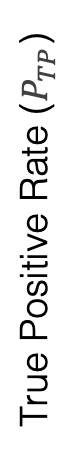 True Positive Rate (P_TP)